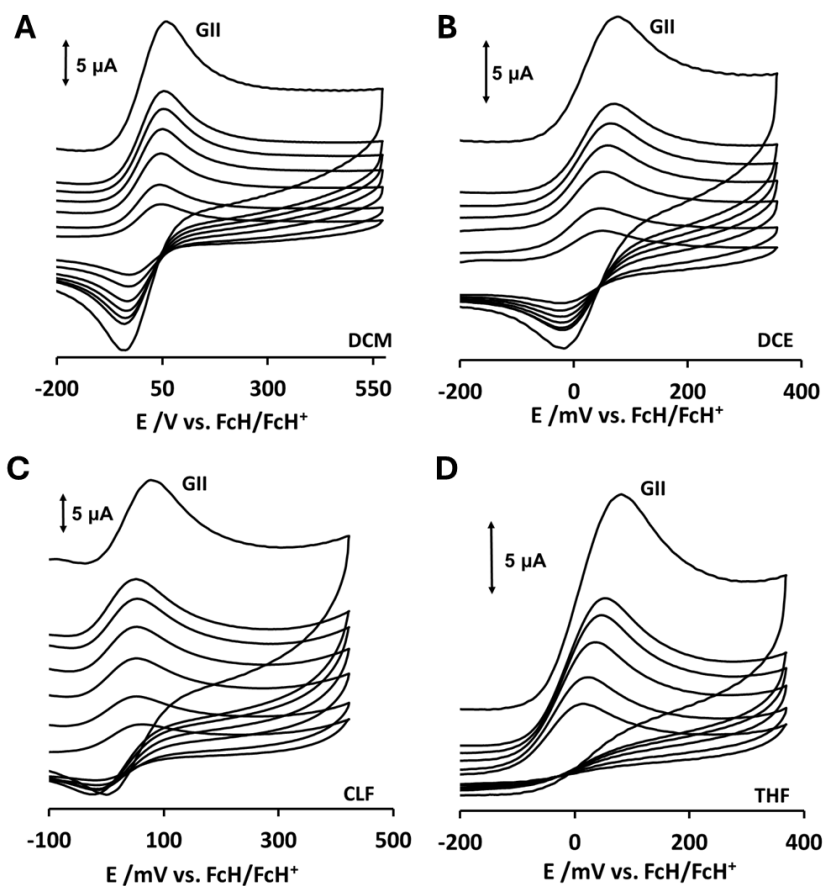 A
GII
5 μA
DCM
-200 50 300 550
E /V vs. FcH/FcH⁺
B
GII
5 μA
DCE
-200 0 200 400
E /mV vs. FcH/FcH⁺
C
GII
5 μA
CLF
-100 100 300 500
E /mV vs. FcH/FcH⁺
D
GII
5 μA
THF
-200 0 200 400
E /mV vs. FcH/FcH⁺